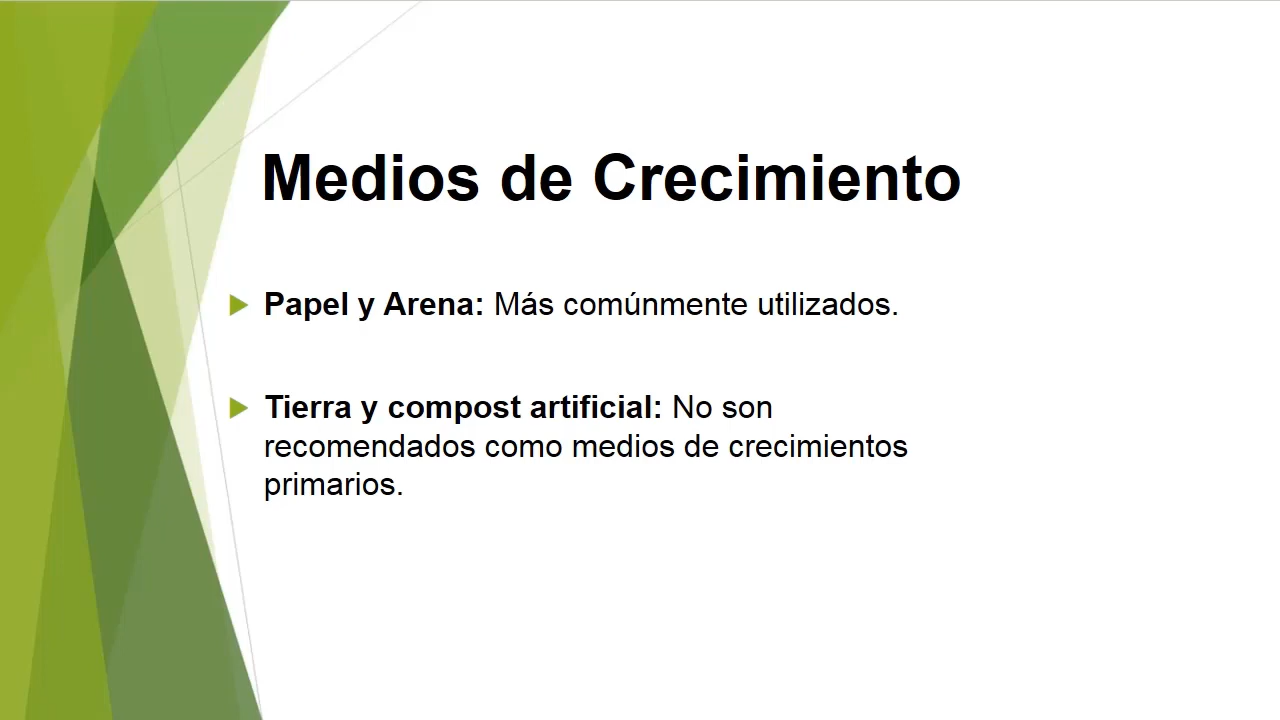 Medios de Crecimiento
Papel y Arena: Más comúnmente utilizados.
Tierra y compost artificial: No son
recomendados como medios de crecimientos
primarios.